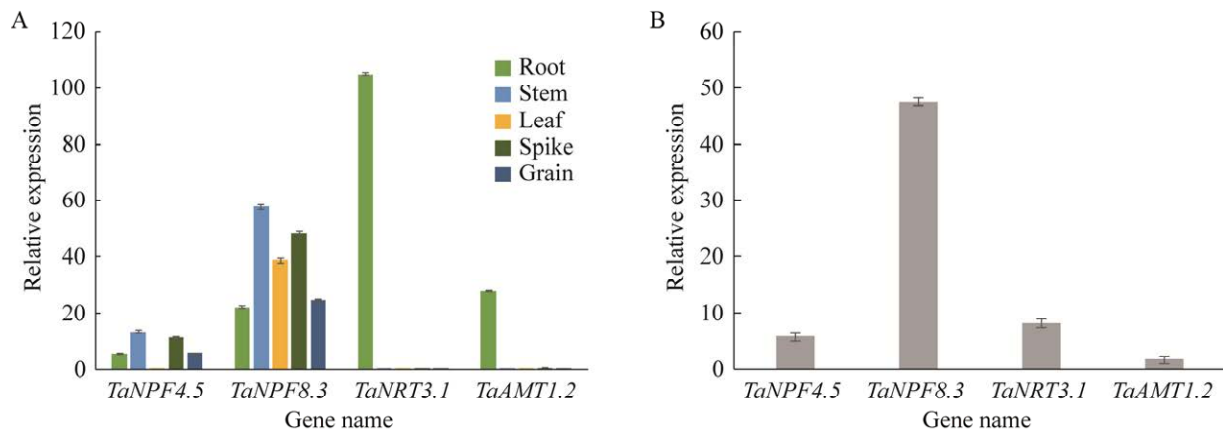 A
Relative expression
120
100
80
60
40
20
0
Root
Stem
Leaf
Spike
Grain
TaNPF4.5 TaNPF8.3 TaNRT3.1 TaAMT1.2
Gene name
B
Relative expression
60
50
40
30
20
10
0
TaNPF4.5 TaNPF8.3 TaNRT3.1 TaAMT1.2
Gene name